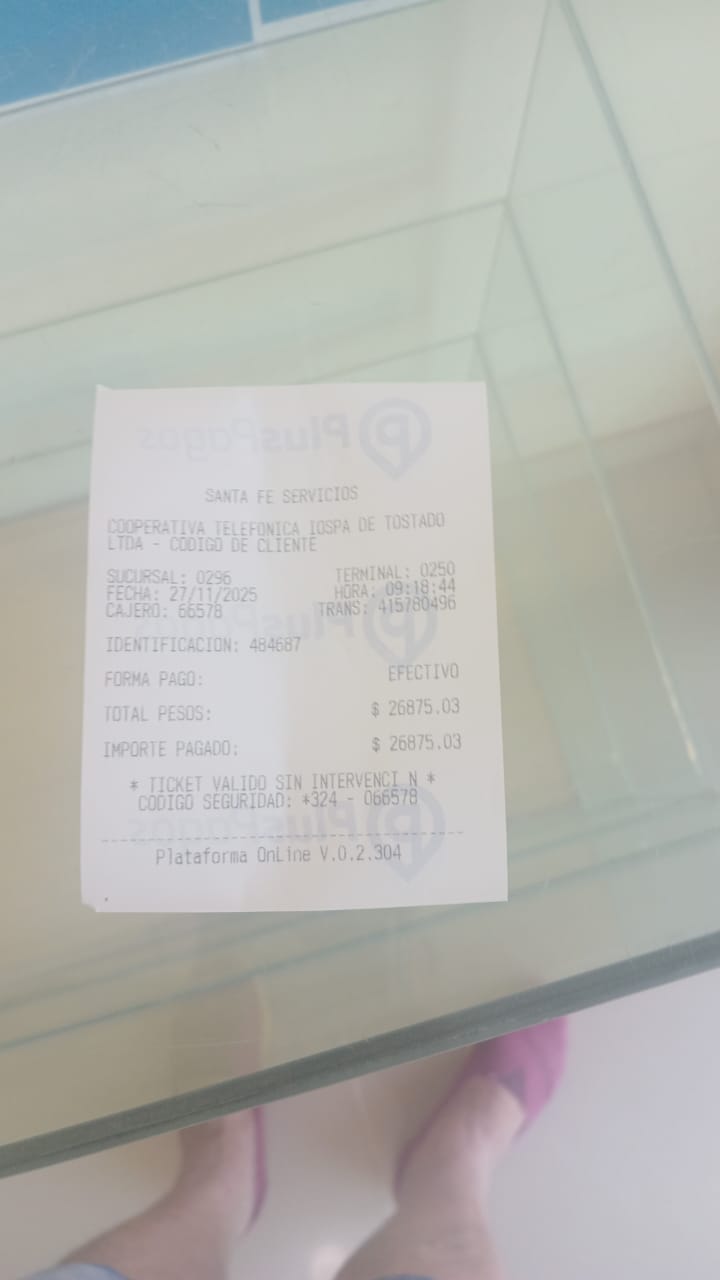 PlusPagos
SANTA FE SERVICIOS
COOPERATIVA TELEFONICA IOSPA DE TOSTADO
LTDA - CODIGO DE CLIENTE
SUCURSAL: 0296 TERMINAL: 0250
FECHA: 27/11/2025 HORA: 09:18:44
CAJERO: 66578 TRANS: 415780496
IDENTIFICACION: 484687
FORMA PAGO: EFECTIVO
TOTAL PESOS: $ 26875.03
IMPORTE PAGADO: $ 26875.03
* TICKET VALIDO SIN INTERVENCI N *
CODIGO SEGURIDAD: *324 - 066578
Plataforma OnLine V.0.2.304